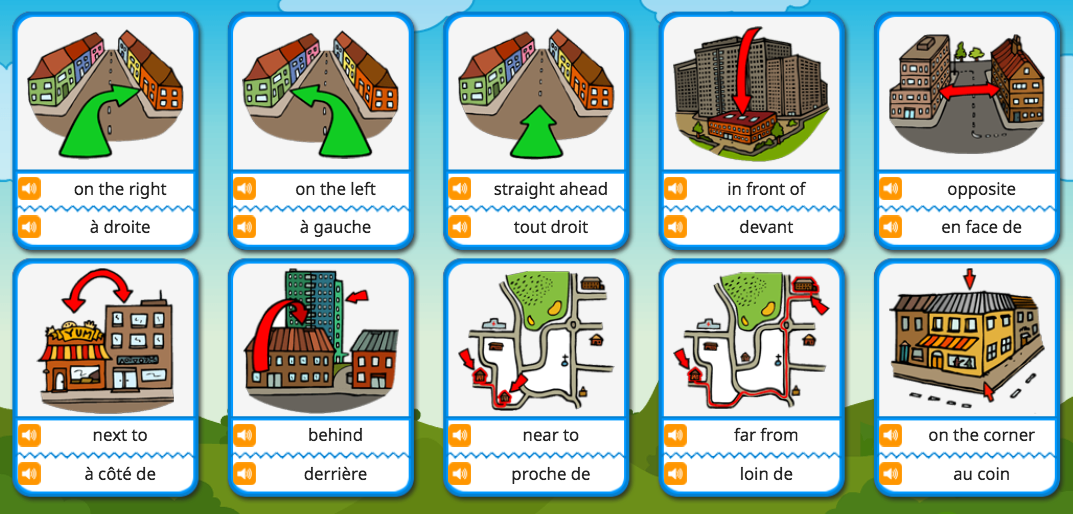 on the right
à droite
on the left
à gauche
straight ahead
tout droit
in front of
devant
opposite
en face de
YUM
next to
à côté de
behind
derrière
near to
proche de
far from
loin de
on the corner
au coin